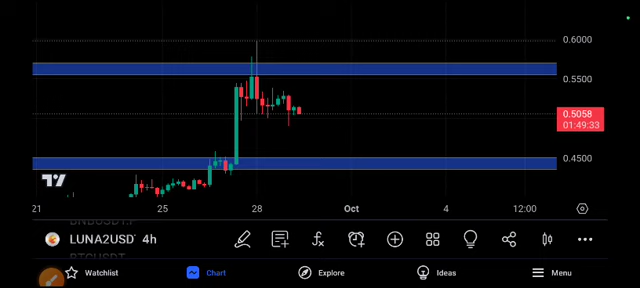 0.6000
0.5500
0.5058
01:49:33
0.4500
21 25 28 Oct 4 12:00
LUNA2USDT 4h
Watchlist Chart Explore Ideas Menu